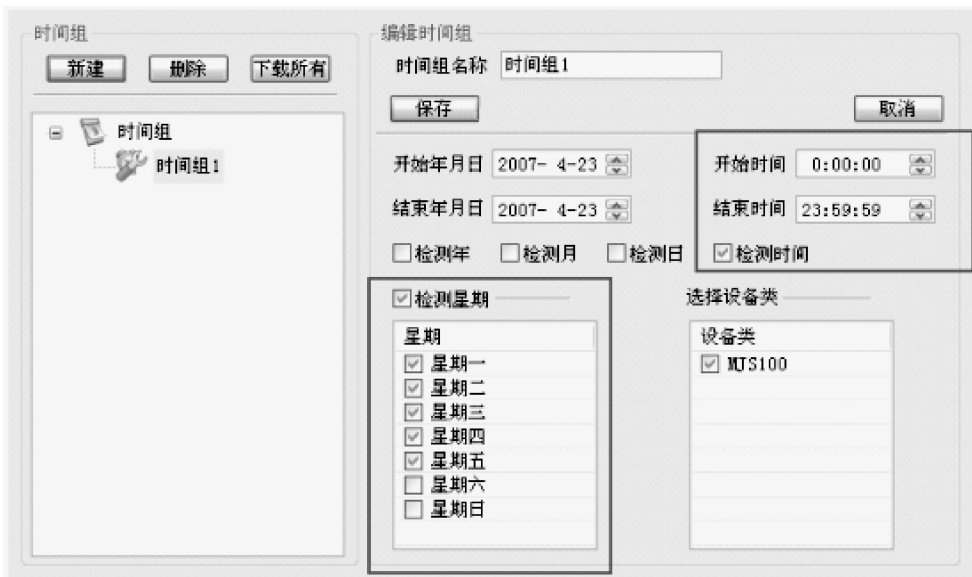 时间组
新建 删除 下载所有
时间组
时间组1
编辑时间组
时间组名称 时间组1
保存 取消
开始年月日 2007- 4-23
结束年月日 2007- 4-23
检测年 检测月 检测日
开始时间 0:00:00
结束时间 23:59:59
检测时间
检测星期
星期
星期一
星期二
星期三
星期四
星期五
星期六
星期日
选择设备类
设备类
MJS100